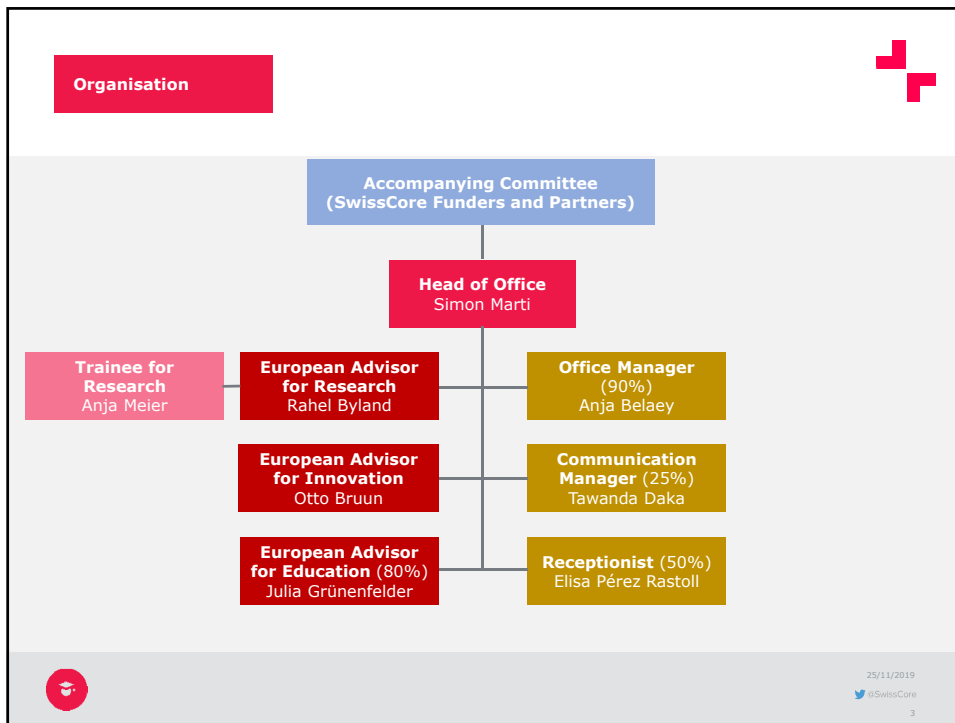 Organisation
Accompanying Committee
(SwissCore Funders and Partners)
Head of Office
Simon Marti
Trainee for
Research
Anja Meier
European Advisor
for Research
Rahel Byland
Office Manager
(90%)
Anja Belaey
European Advisor
for Innovation
Otto Bruun
Communication
Manager (25%)
Tawanda Daka
European Advisor
for Education (80%)
Julia Grünenfelder
Receptionist (50%)
Elisa Pérez Rastoll
25/11/2019
@SwissCore
3